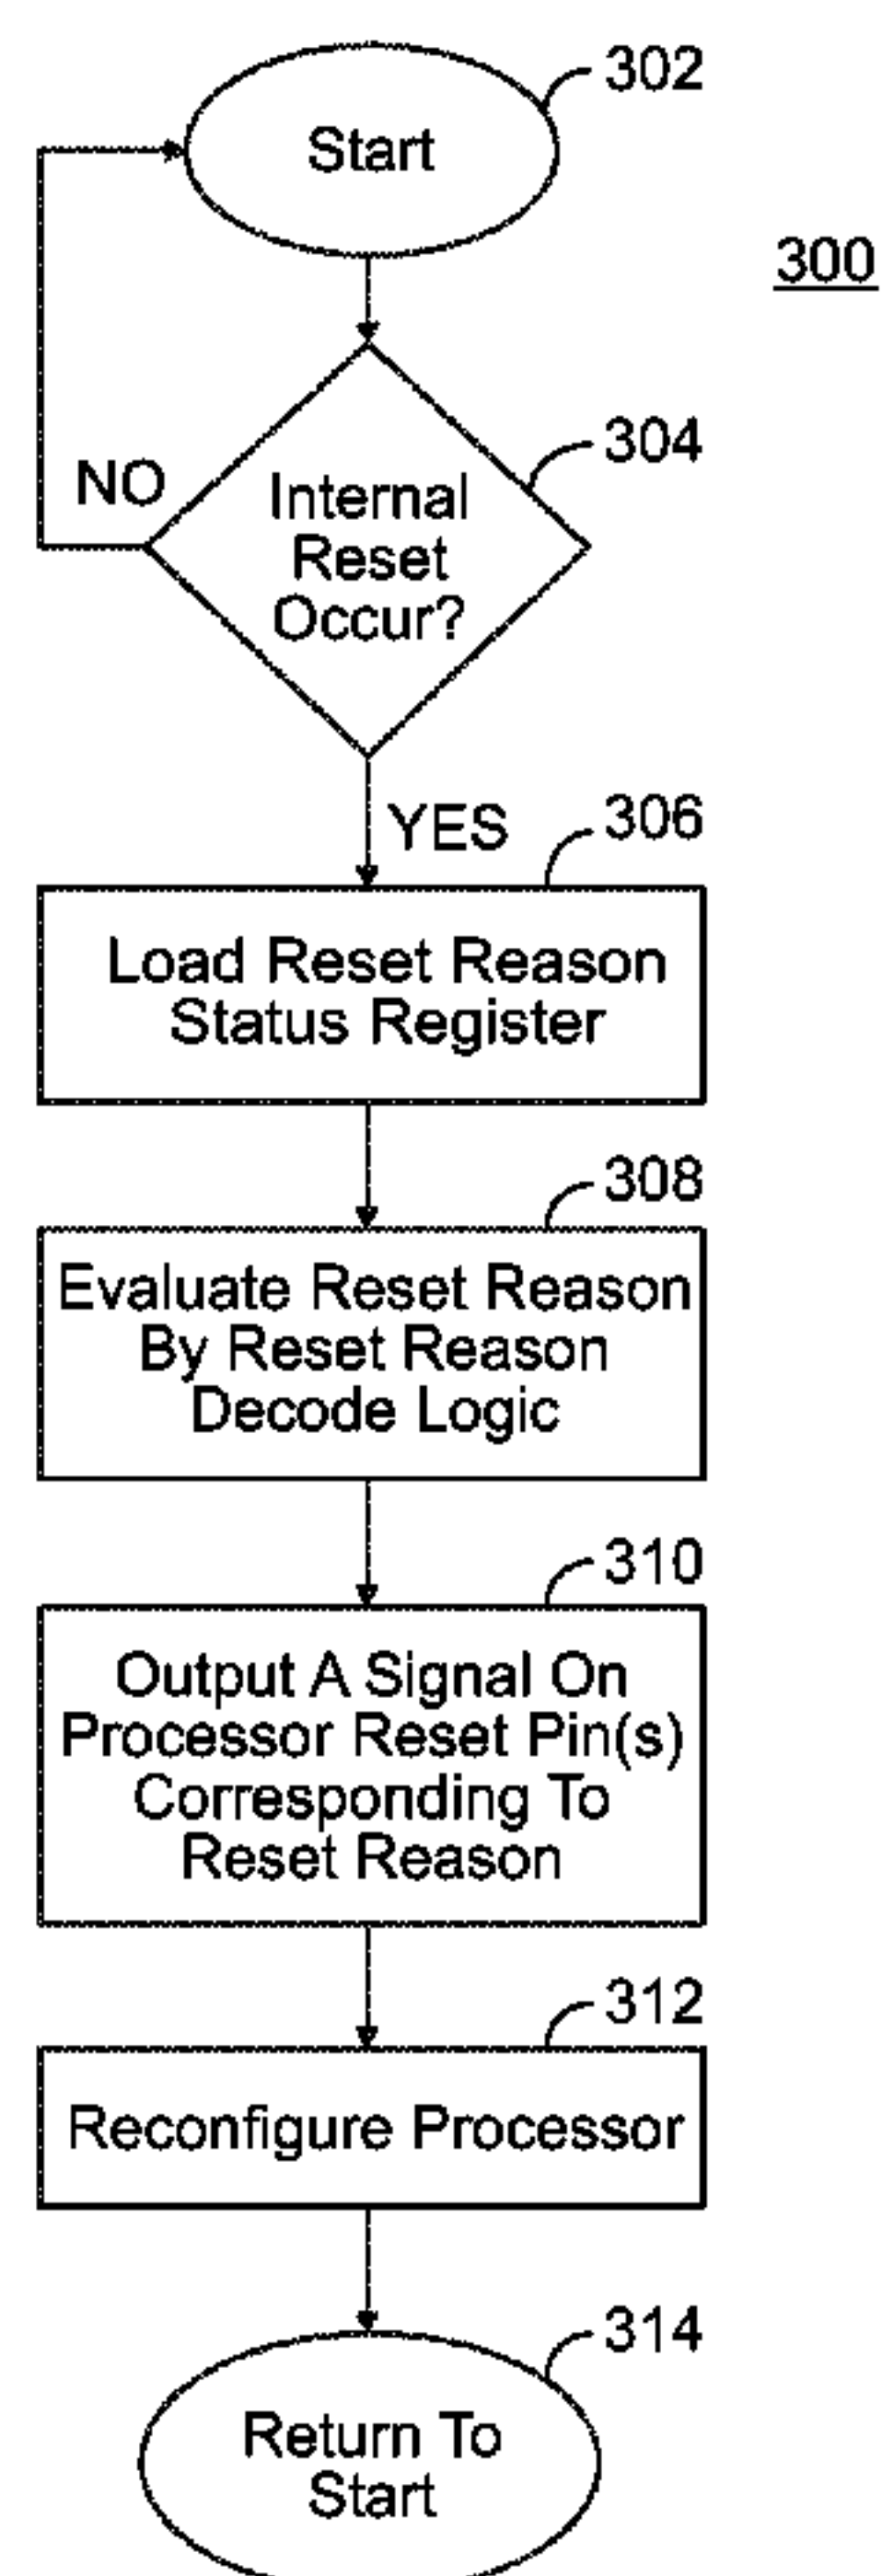 302
Start
300
304
NO
Internal
Reset
Occur?
YES
306
Load Reset Reason
Status Register
308
Evaluate Reset Reason
By Reset Reason
Decode Logic
310
Output A Signal On
Processor Reset Pin(s)
Corresponding To
Reset Reason
312
Reconfigure Processor
314
Return To
Start